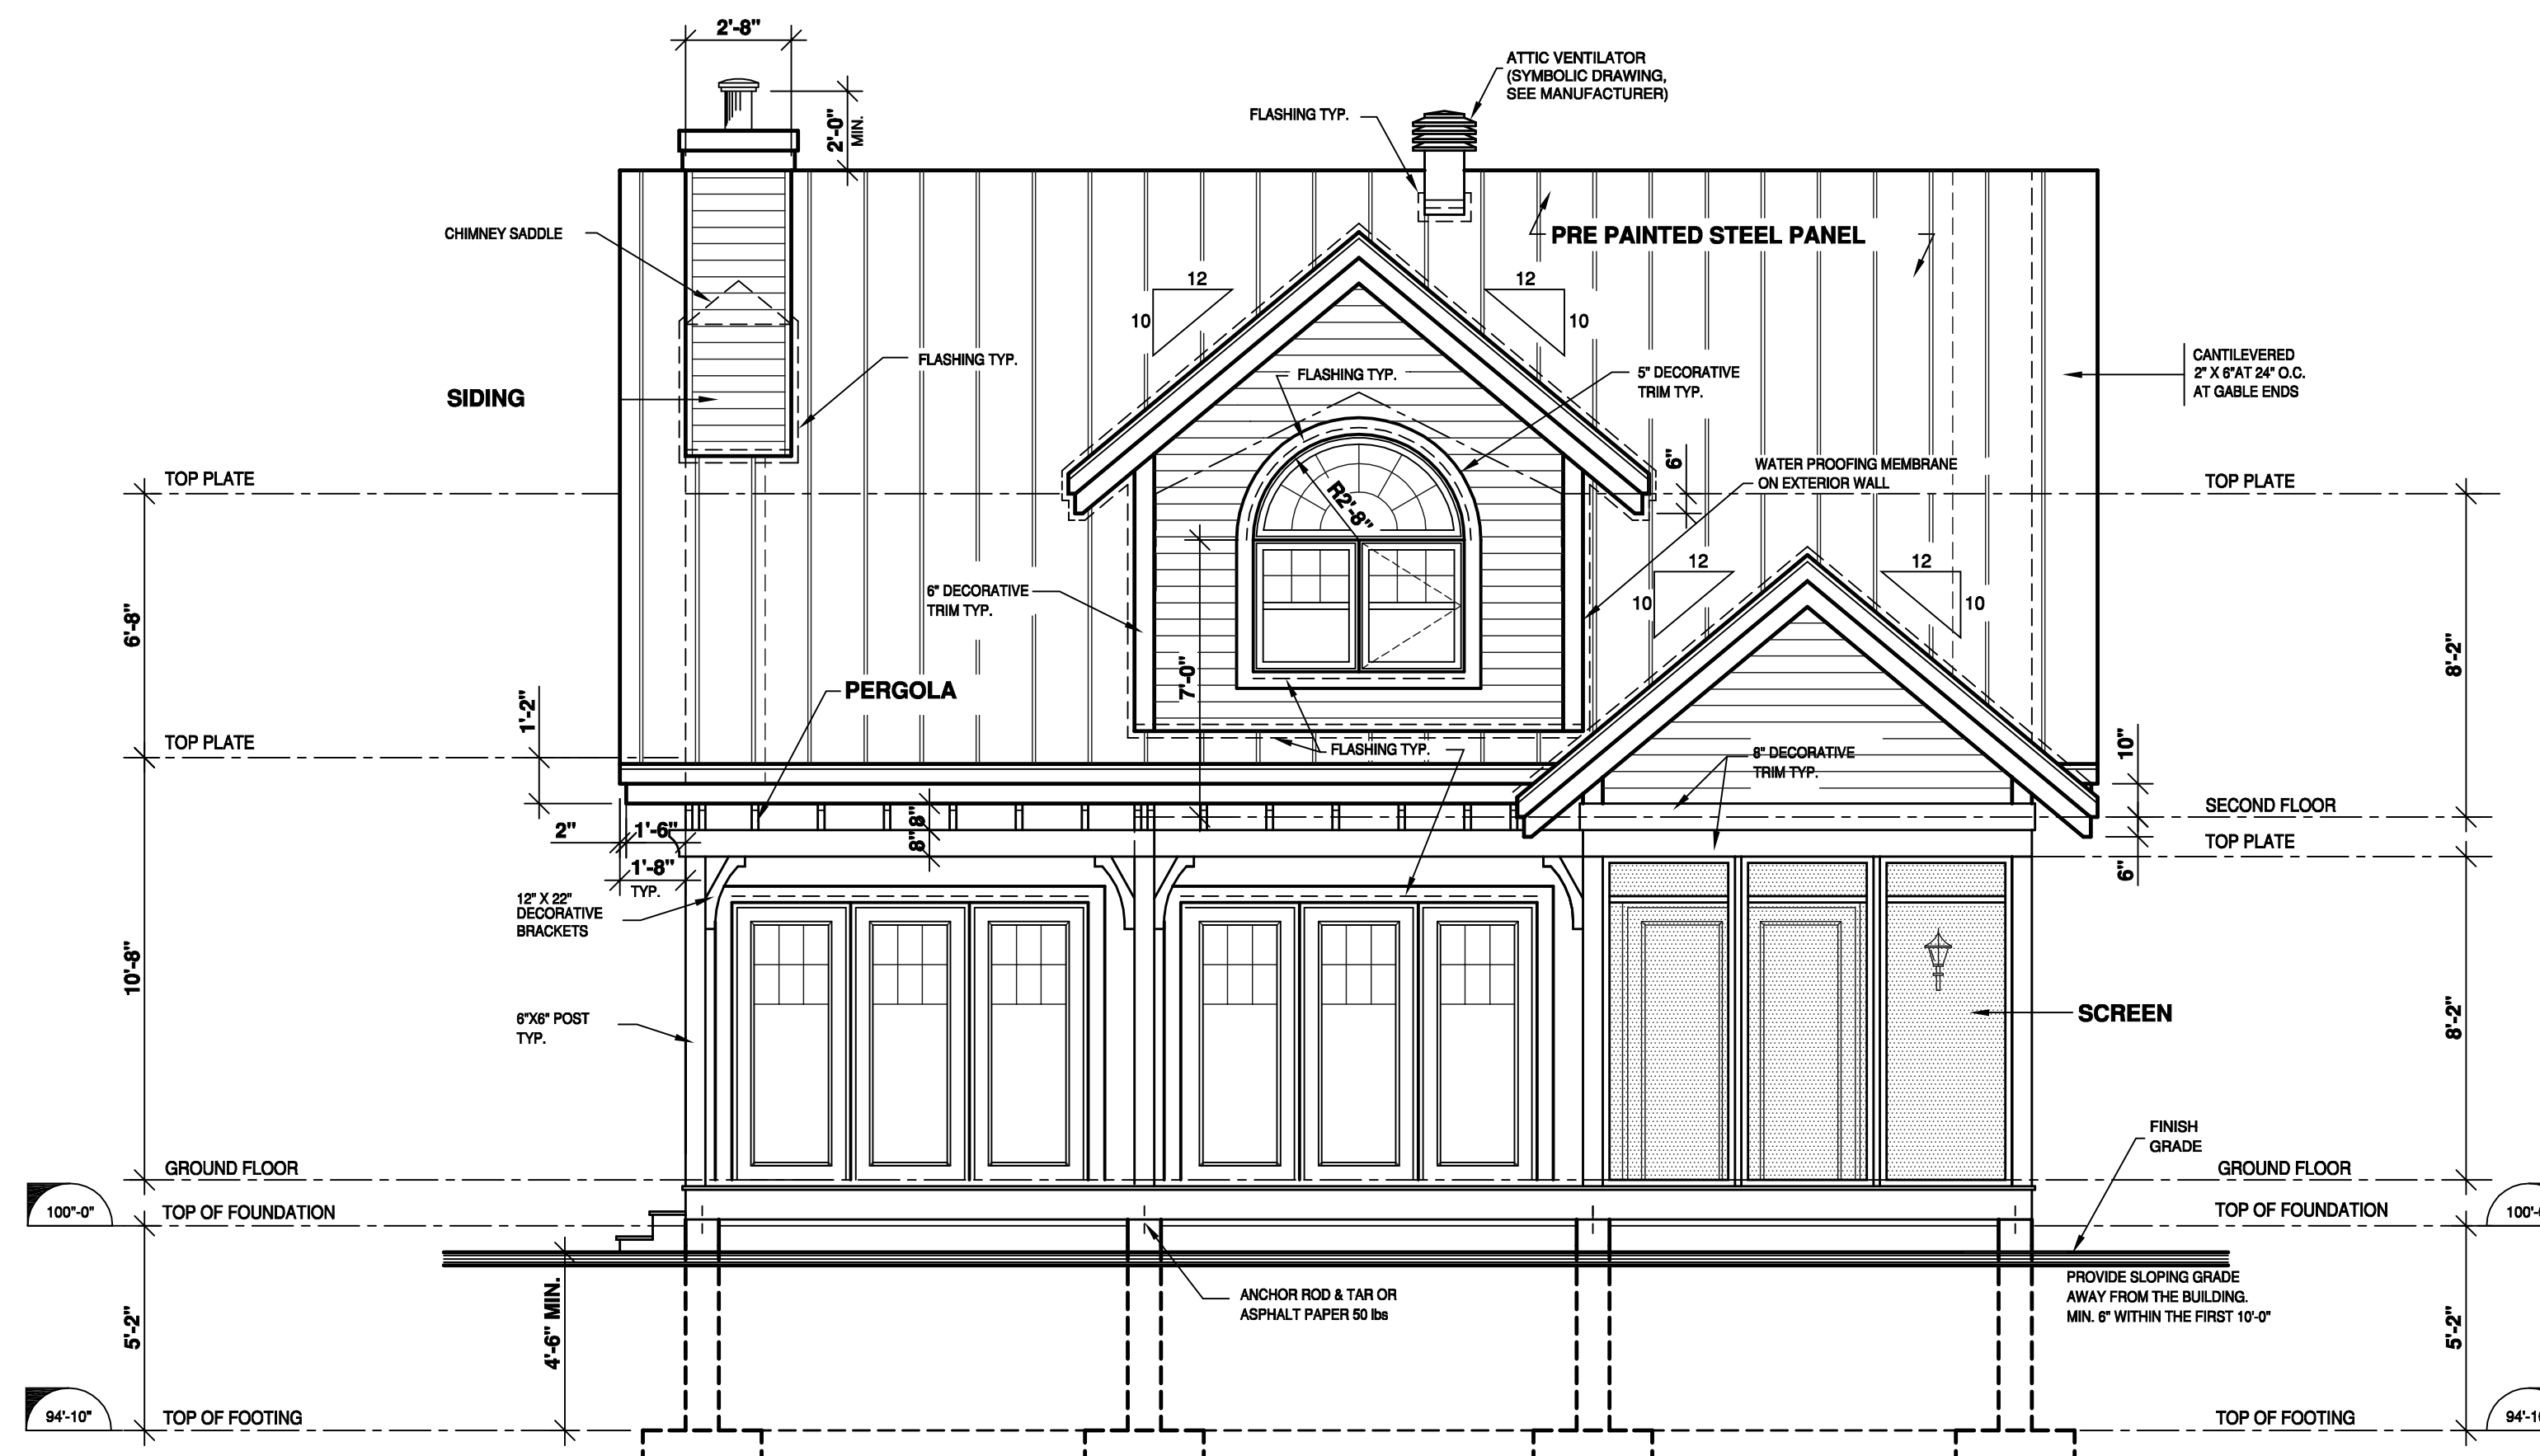 2'-8"
ATTIC VENTILATOR
(SYMBOLIC DRAWING,
SEE MANUFACTURER)
FLASHING TYP.
2'-0"
MIN.
CHIMNEY SADDLE
PRE PAINTED STEEL PANEL
12
10
12
10
FLASHING TYP.
FLASHING TYP.
5" DECORATIVE
TRIM TYP.
CANTILEVERED
2" X 6"AT 24" O.C.
AT GABLE ENDS
SIDING
6"
WATER PROOFING MEMBRANE
ON EXTERIOR WALL
TOP PLATE
TOP PLATE
R2'-8"
12
10
12
10
6" DECORATIVE
TRIM TYP.
6'-8"
8'-2"
7'-0"
PERGOLA
1'-2"
TOP PLATE
FLASHING TYP.
8" DECORATIVE
TRIM TYP.
10"
SECOND FLOOR
8"
8"
2"
1'-6"
TOP PLATE
1'-8"
TYP.
6"
12" X 22"
DECORATIVE
BRACKETS
10'-8"
8'-2"
6"X6" POST
TYP.
SCREEN
FINISH
GRADE
GROUND FLOOR
GROUND FLOOR
100"-0"
TOP OF FOUNDATION
TOP OF FOUNDATION
100'-0
PROVIDE SLOPING GRADE
AWAY FROM THE BUILDING.
MIN. 6" WITHIN THE FIRST 10'-0"
ANCHOR ROD & TAR OR
ASPHALT PAPER 50 lbs
5'-2"
4'-6" MIN.
5'-2"
94'-10"
TOP OF FOOTING
TOP OF FOOTING
94'-10